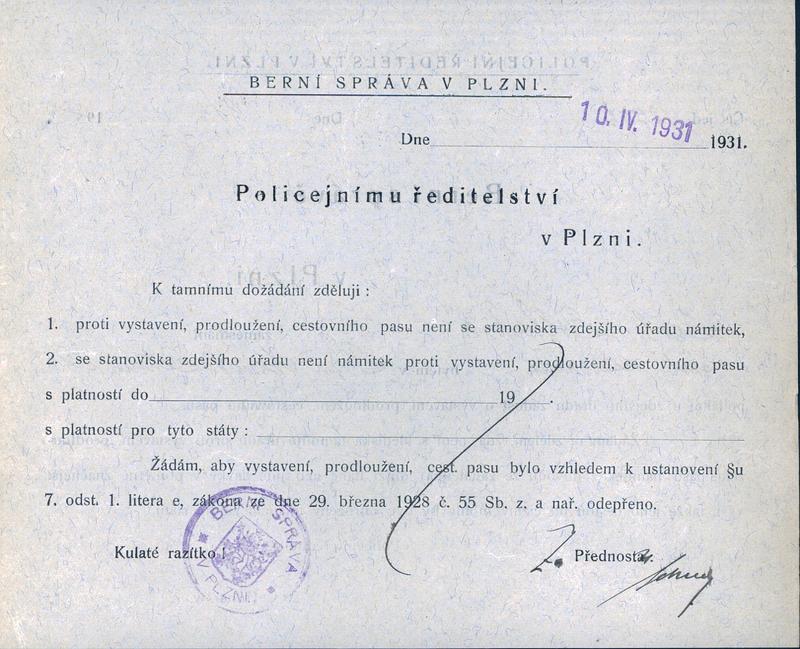 BERNÍ SPRÁVA V PLZNI.
10. IV. 1931
Dne 1931.
Policejnímu ředitelství
v Plzni.
K tamnímu dožádání zděluji :
1. proti vystavení, prodloužení, cestovního pasu není se stanoviska zdejšího úřadu námitek,
2. se stanoviska zdejšího úřadu není námitek proti vystavení, prodloužení, cestovního pasu
s platností do 19 .
s platností pro tyto státy :
Žádám, aby vystavení, prodloužení, cest. pasu bylo vzhledem k ustanovení §u
7. odst. 1. litera e, zákona ze dne 29. března 1928 č. 55 Sb. z. a nař. odepřeno.
Kulaté razítko !
BERNÍ SPRÁVA
V PLZNI
Přednosta: